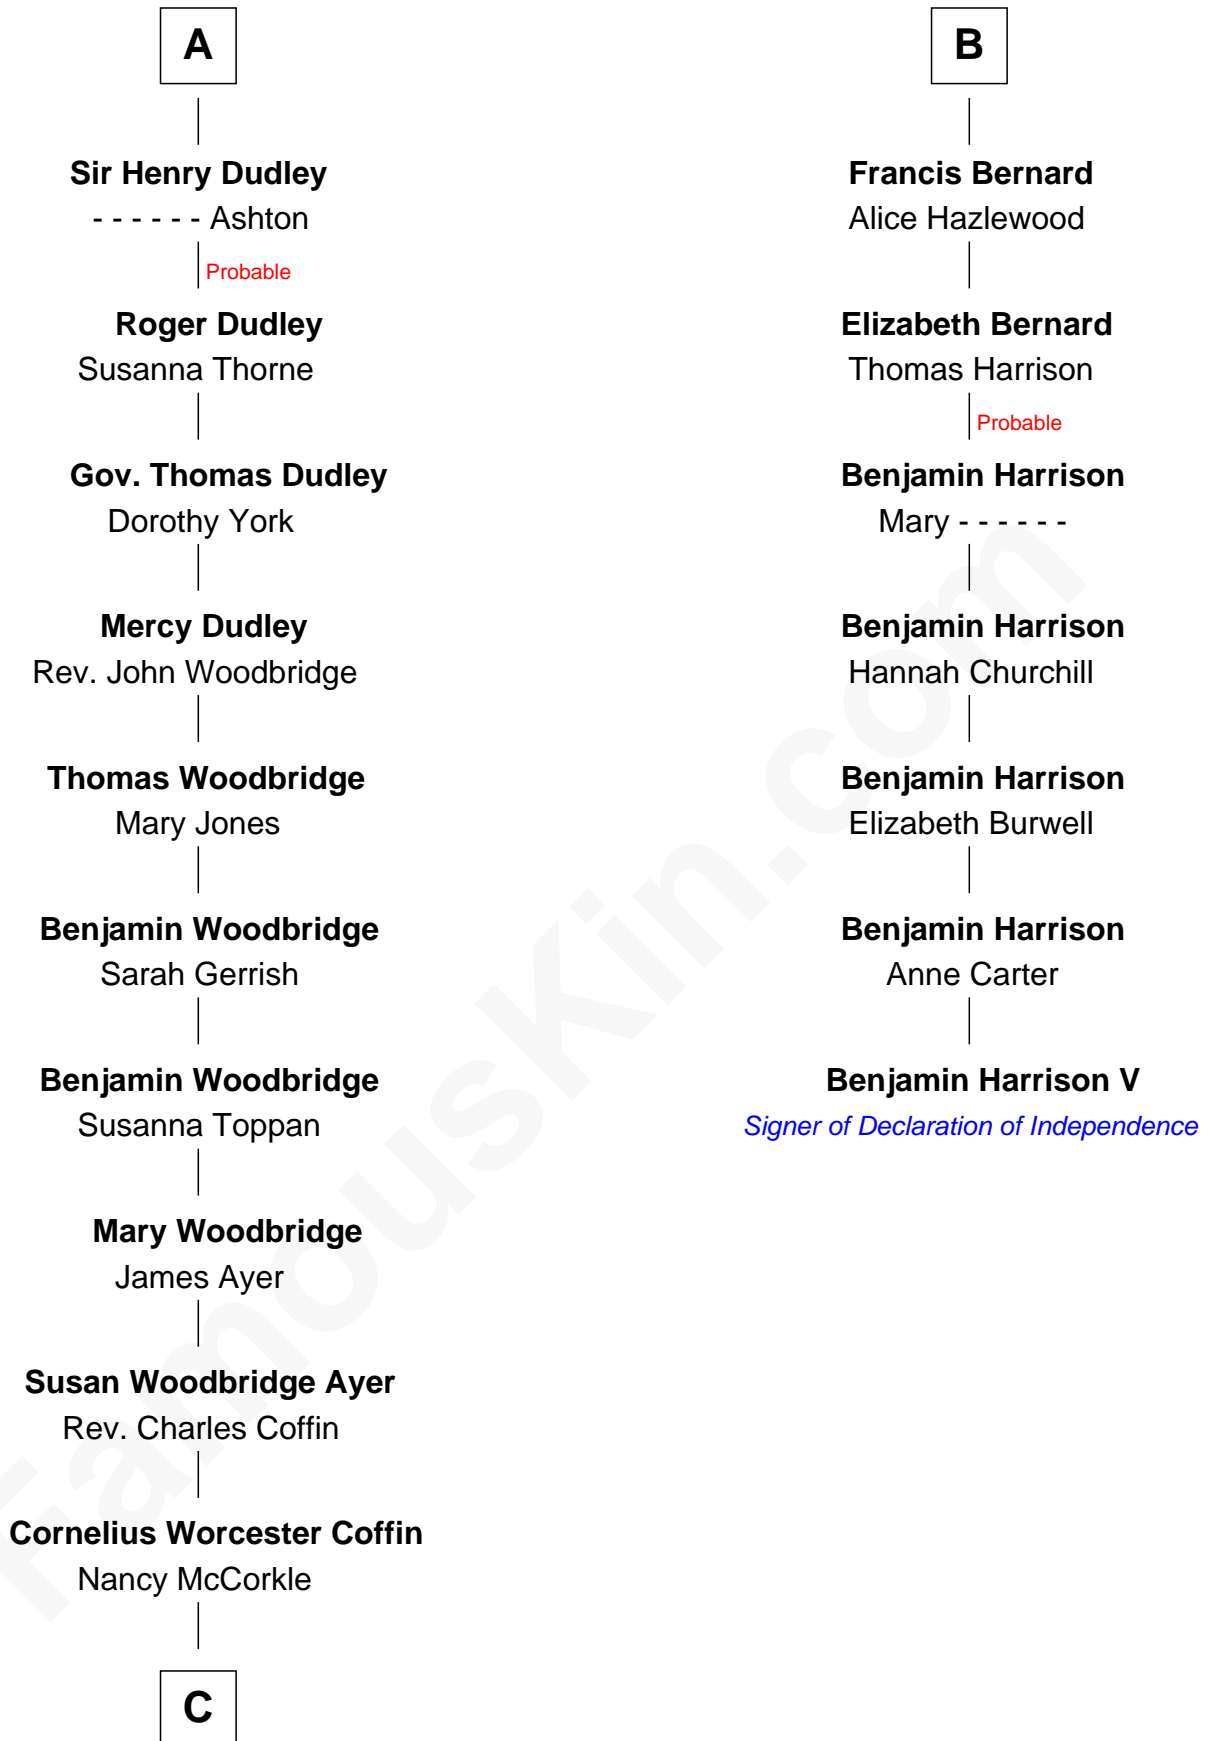 A
Sir Henry Dudley
- - - - - - Ashton
Probable
Roger Dudley
Susanna Thorne
Gov. Thomas Dudley
Dorothy York
Mercy Dudley
Rev. John Woodbridge
Thomas Woodbridge
Mary Jones
Benjamin Woodbridge
Sarah Gerrish
Benjamin Woodbridge
Susanna Toppan
Mary Woodbridge
James Ayer
Susan Woodbridge Ayer
Rev. Charles Coffin
Cornelius Worcester Coffin
Nancy McCorkle
C
B
Francis Bernard
Alice Hazlewood
Elizabeth Bernard
Thomas Harrison
Probable
Benjamin Harrison
Mary - - - - - -
Benjamin Harrison
Hannah Churchill
Benjamin Harrison
Elizabeth Burwell
Benjamin Harrison
Anne Carter
Benjamin Harrison V
Signer of Declaration of Independence
FamousKin.com